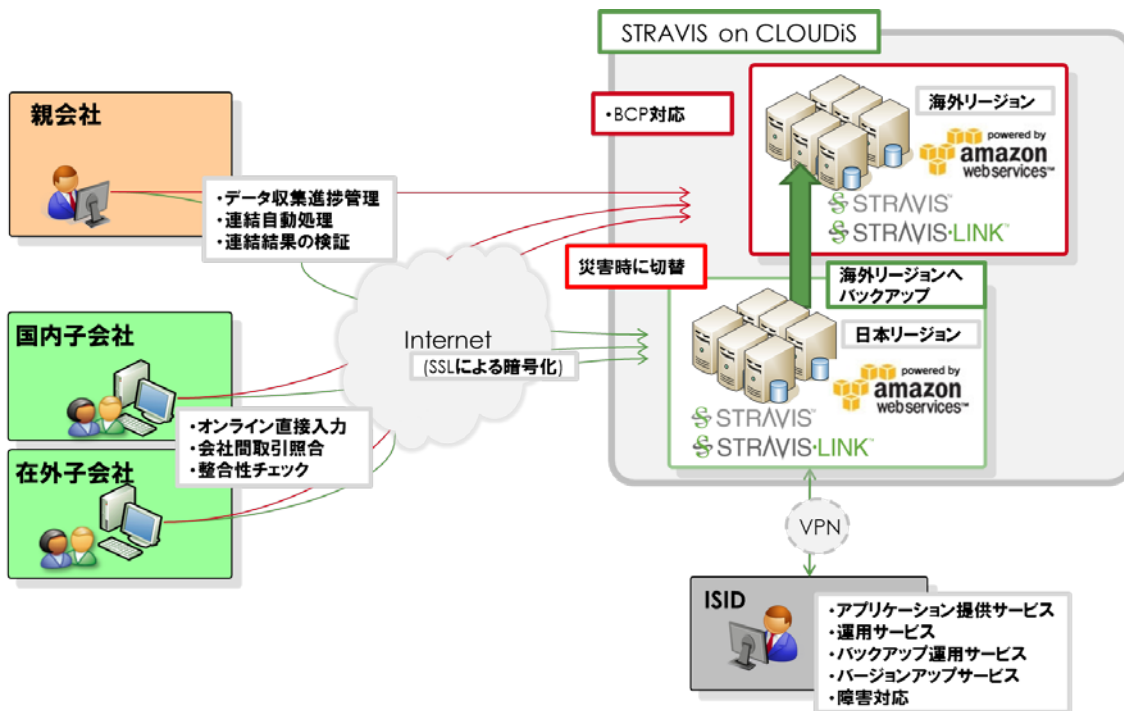 STRAVIS on CLOUDiS
親会社
・データ収集進捗管理
・連結自動処理
・連結結果の検証
国内子会社
・オンライン直接入力
・会社間取引照合
・整合性チェック
在外子会社
Internet
(SSLによる暗号化)
・BCP対応
海外リージョン
powered by
amazon
webservices™
STRAVIS™
STRAVIS·LINK™
災害時に切替
海外リージョンへ
バックアップ
日本リージョン
powered by
amazon
webservices™
STRAVIS™
STRAVIS·LINK™
VPN
ISID
・アプリケーション提供サービス
・運用サービス
・バックアップ運用サービス
・バージョンアップサービス
・障害対応